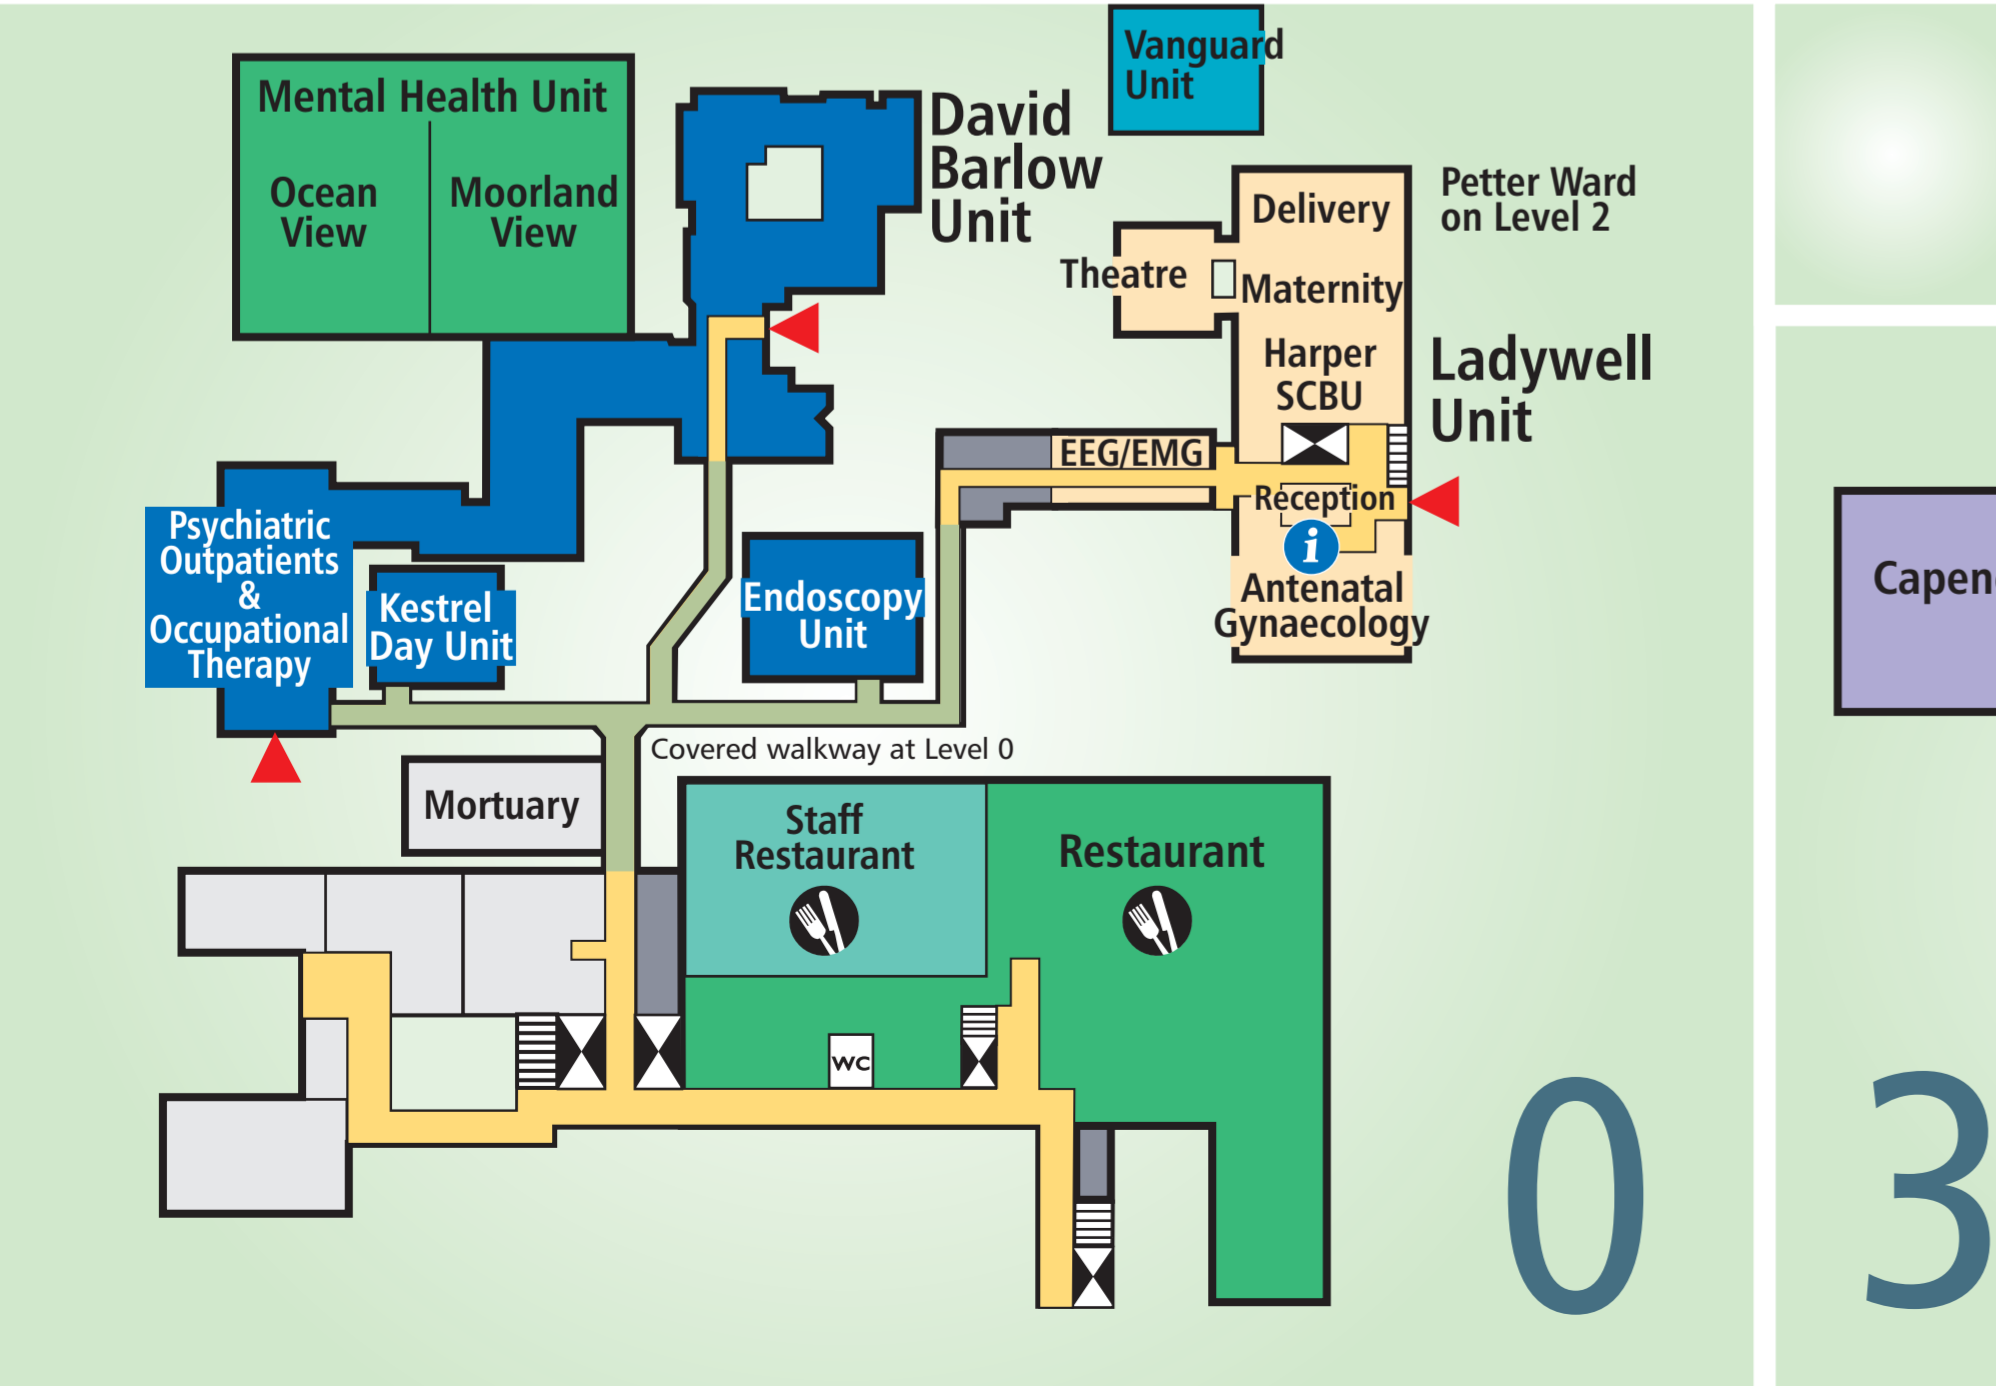 Mental Health Unit
Ocean
View
Moorland
View
David
Barlow
Unit
Vanguard
Unit
Delivery
Petter Ward
on Level 2
Theatre
Maternity
Harper
SCBU
Ladywell
Unit
EEG/EMG
Reception
i
Antenatal
Gynaecology
Psychiatric
Outpatients
&
Occupational
Therapy
Kestrel
Day Unit
Endoscopy
Unit
Covered walkway at Level 0
Mortuary
Staff
Restaurant
Restaurant
WC
0
Capen
3